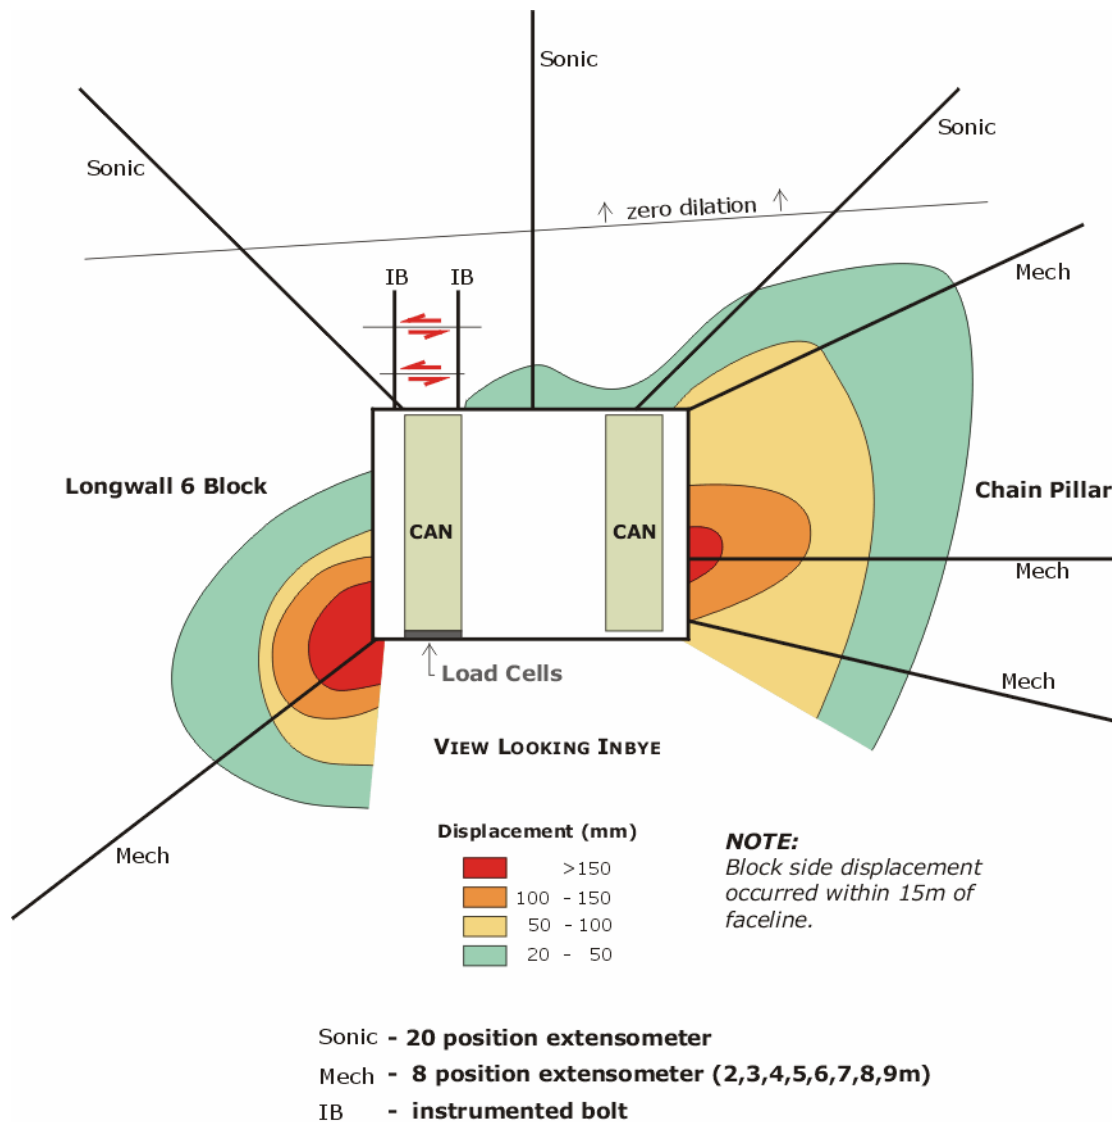 Sonic
Sonic
Sonic
zero dilation
IB IB
Mech
Longwall 6 Block
Chain Pillar
CAN CAN
Mech
Load Cells
Mech
VIEW LOOKING INBYE
Mech
Displacement (mm)
>150
100 - 150
50 - 100
20 - 50
NOTE:
Block side displacement
occurred within 15m of
faceline.
Sonic - 20 position extensometer
Mech - 8 position extensometer (2,3,4,5,6,7,8,9m)
IB - instrumented bolt